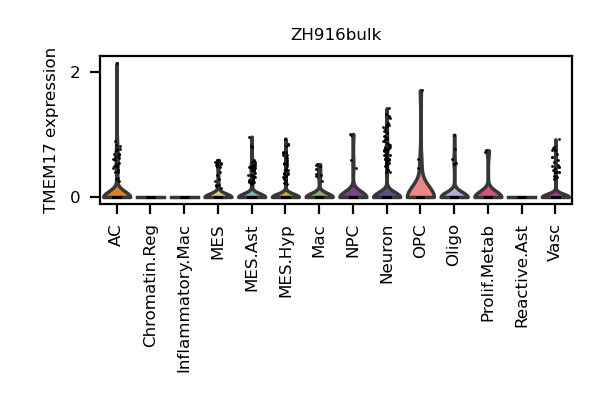 ZH916bulk
TMEM17 expression
2
0
AC
Chromatin.Reg
Inflammatory.Mac
MES
MES.Ast
MES.Hyp
Mac
NPC
Neuron
OPC
Oligo
Prolif.Metab
Reactive.Ast
Vasc